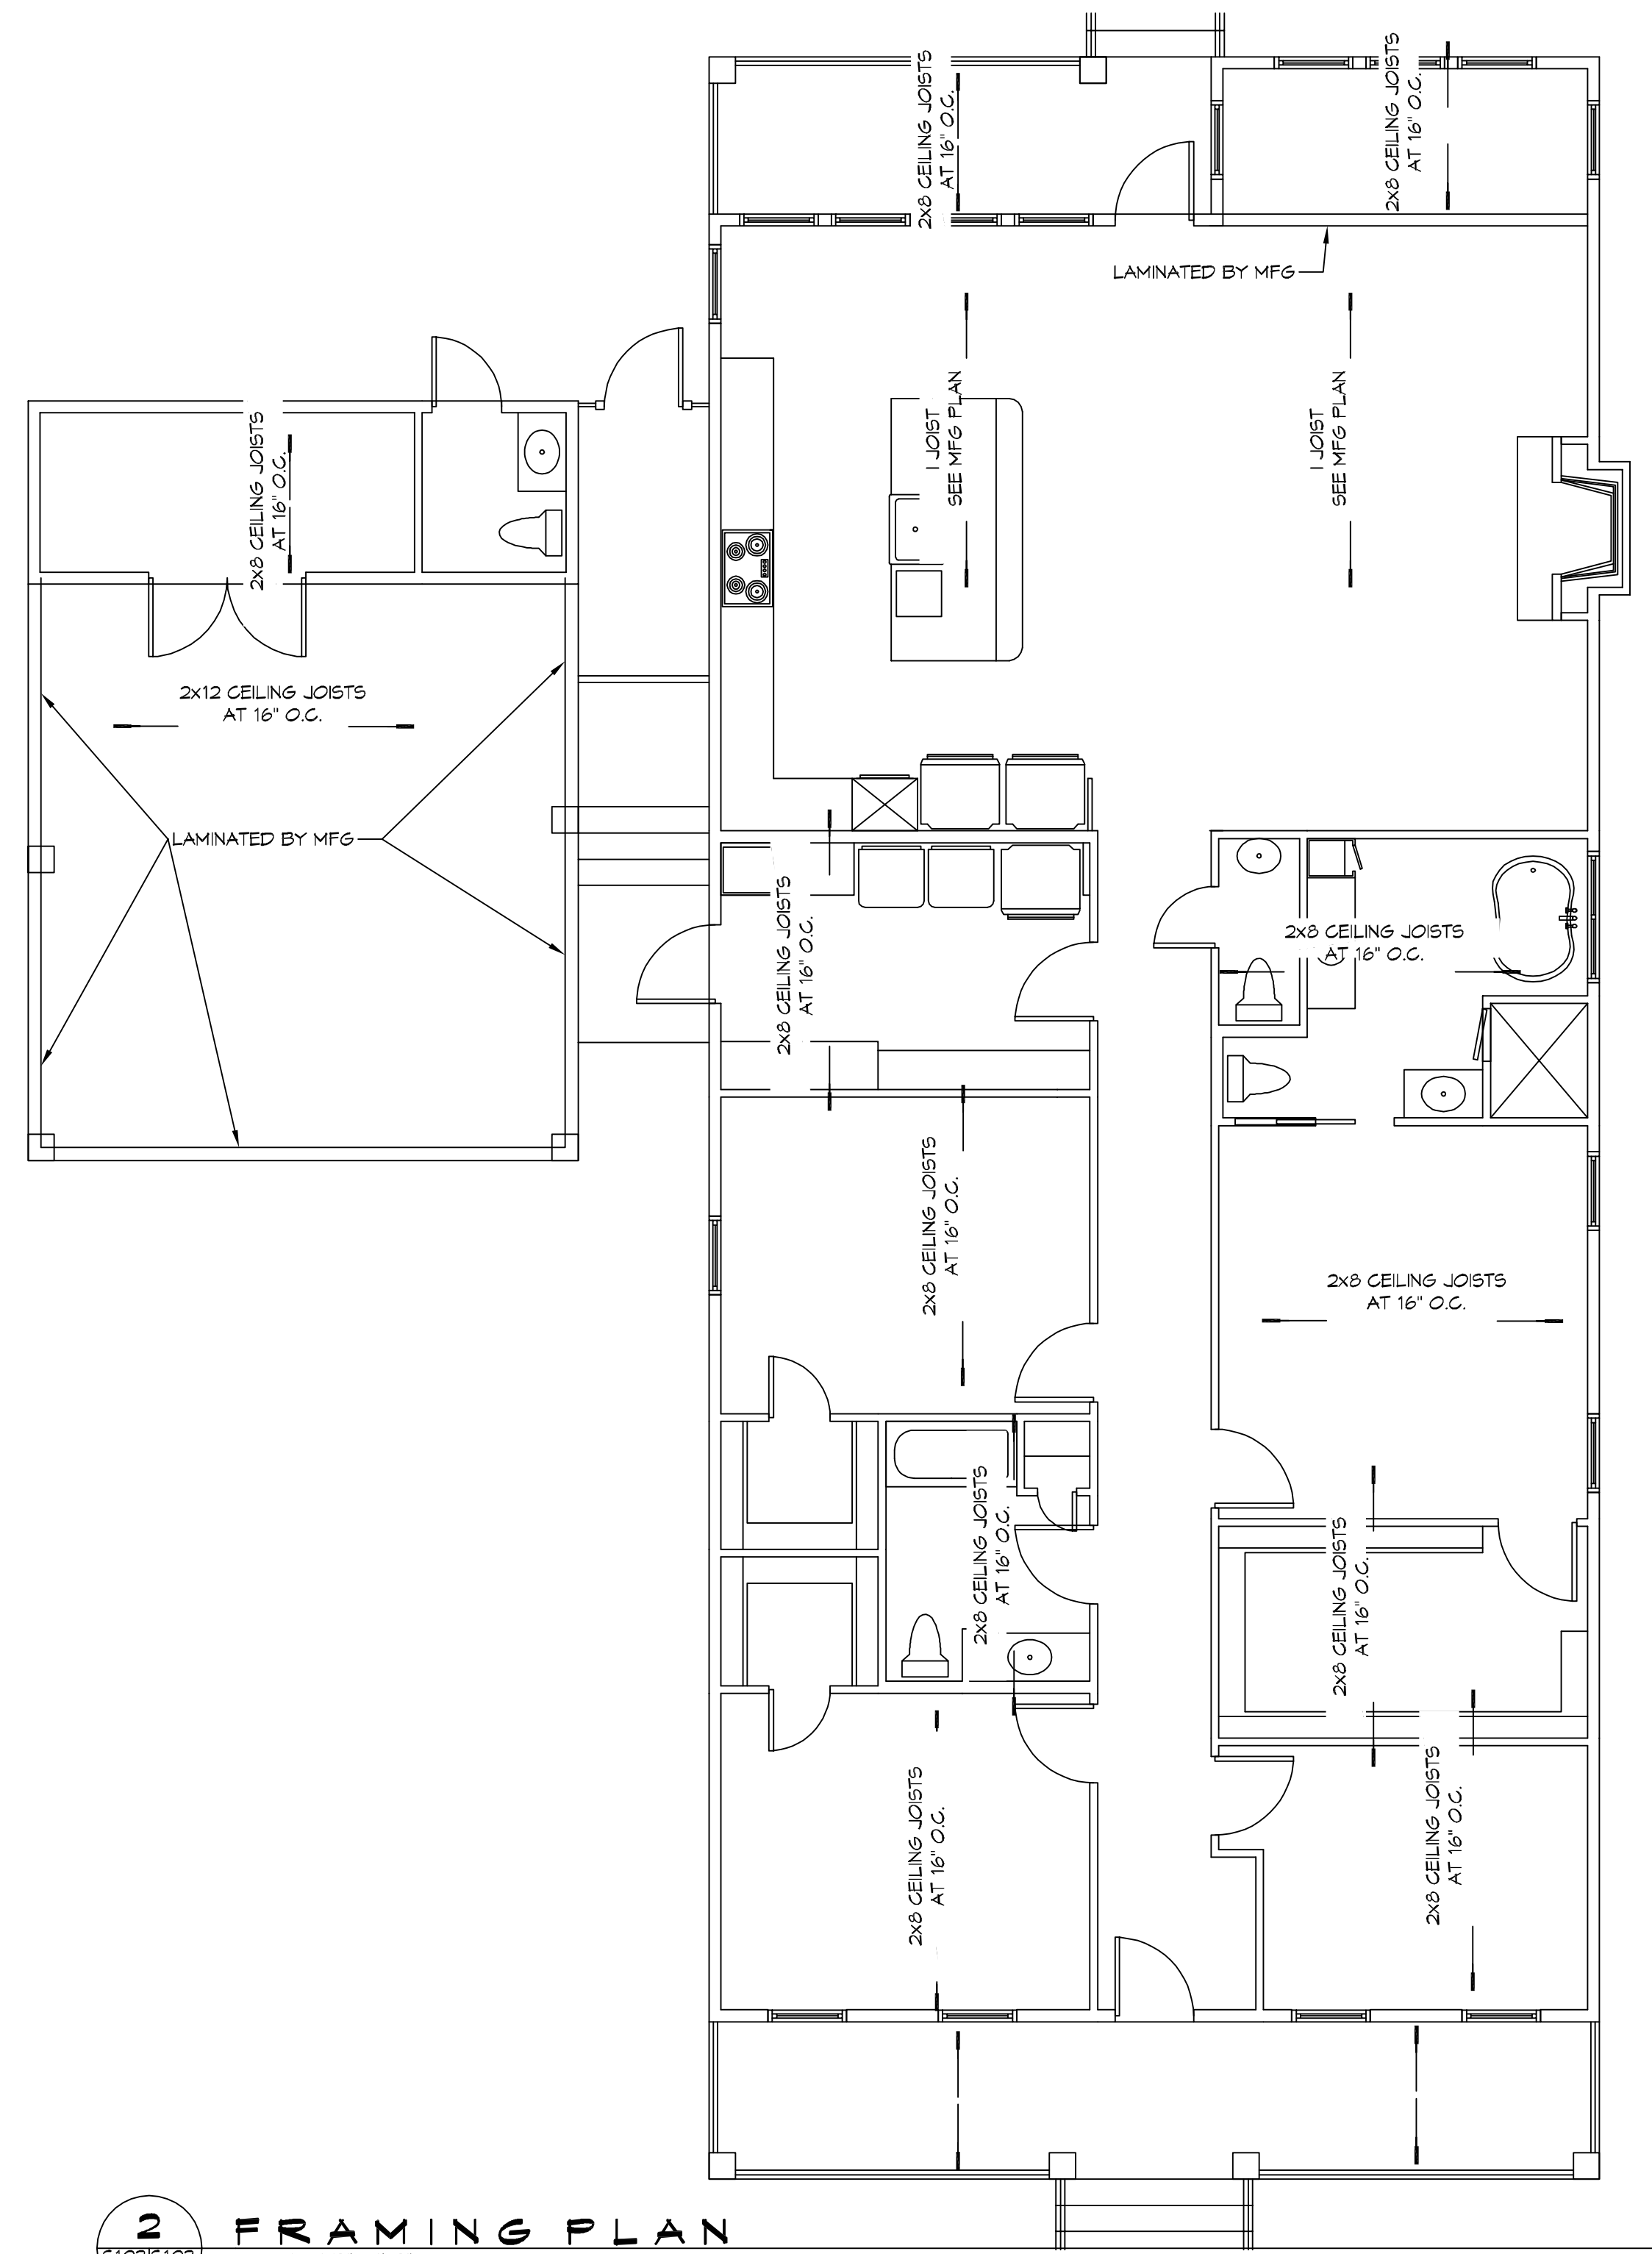 2x8 CEILING JOISTS
AT 16" O.C.
2x8 CEILING JOISTS
AT 16" O.C.
LAMINATED BY MFG
I JOIST
SEE MFG PLAN
I JOIST
SEE MFG PLAN
2x8 CEILING JOISTS
AT 16" O.C.
2x12 CEILING JOISTS
AT 16" O.C.
LAMINATED BY MFG
2x8 CEILING JOISTS
AT 16" O.C.
2x8 CEILING JOISTS
AT 16" O.C.
2x8 CEILING JOISTS
AT 16" O.C.
2x8 CEILING JOISTS
AT 16" O.C.
2x8 CEILING JOISTS
AT 16" O.C.
2x8 CEILING JOISTS
AT 16" O.C.
2x8 CEILING JOISTS
AT 16" O.C.
2x8 CEILING JOISTS
AT 16" O.C.
2 FRAMING PLAN